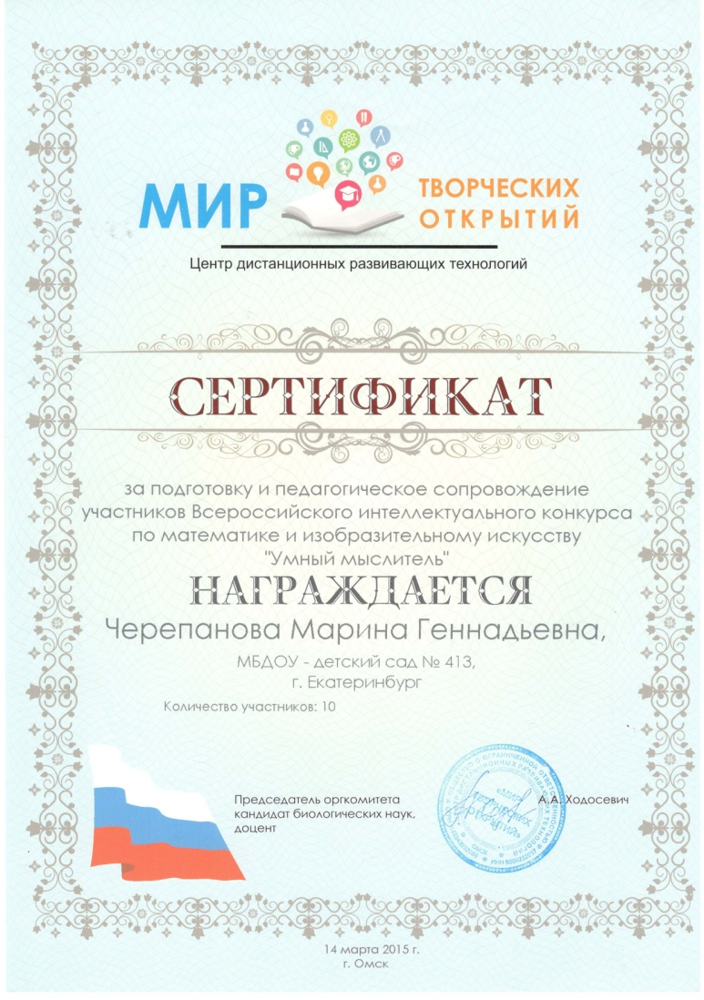 МИР
ТВОРЧЕСКИХ
ОТКРЫТИЙ
Центр дистанционных развивающих технологий
СЕРТИФИКАТ
за подготовку и педагогическое сопровождение
участников Всероссийского интеллектуального конкурса
по математике и изобразительному искусству
"Умный мыслитель"
НАГРАЖДАЕТСЯ
Черепанова Марина Геннадьевна,
МБДОУ - детский сад № 413,
г. Екатеринбург
Количество участников: 10
Председатель оргкомитета
кандидат биологических наук,
доцент
А.А. Ходосевич
«МИР
ОМСК
14 марта 2015 г.
г. Омск